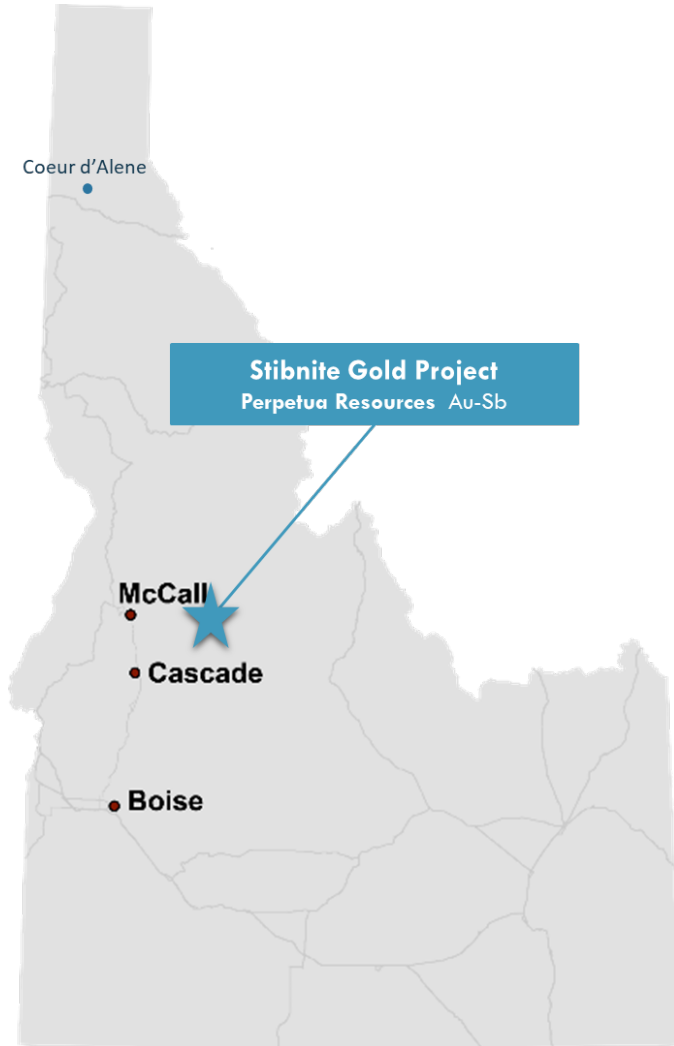 Coeur d'Alene
Stibnite Gold Project
Perpetua Resources Au-Sb
McCall
Cascade
Boise